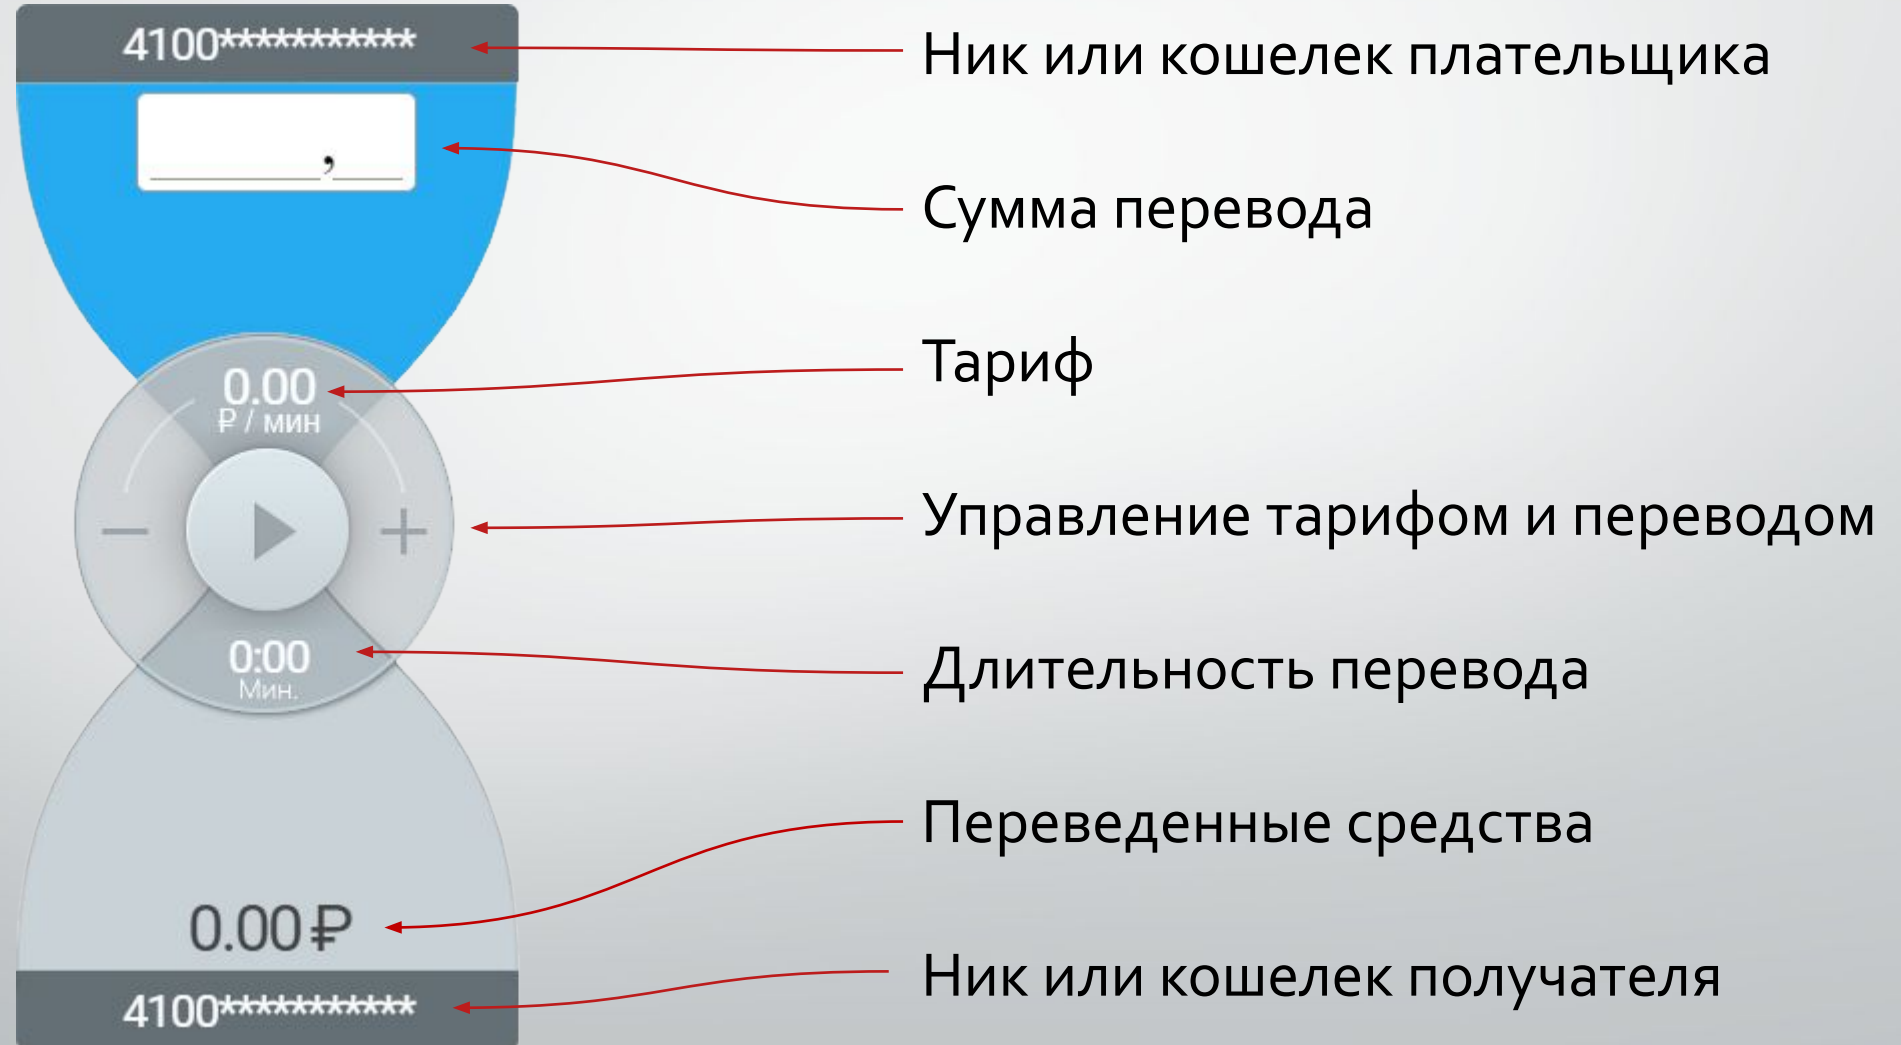 4100***********
Ник или кошелек плательщика
,
Сумма перевода
0.00
₽ / мин
Тариф
Управление тарифом и переводом
0:00
Мин.
Длительность перевода
Переведенные средства
0.00 ₽
Ник или кошелек получателя
4100***********